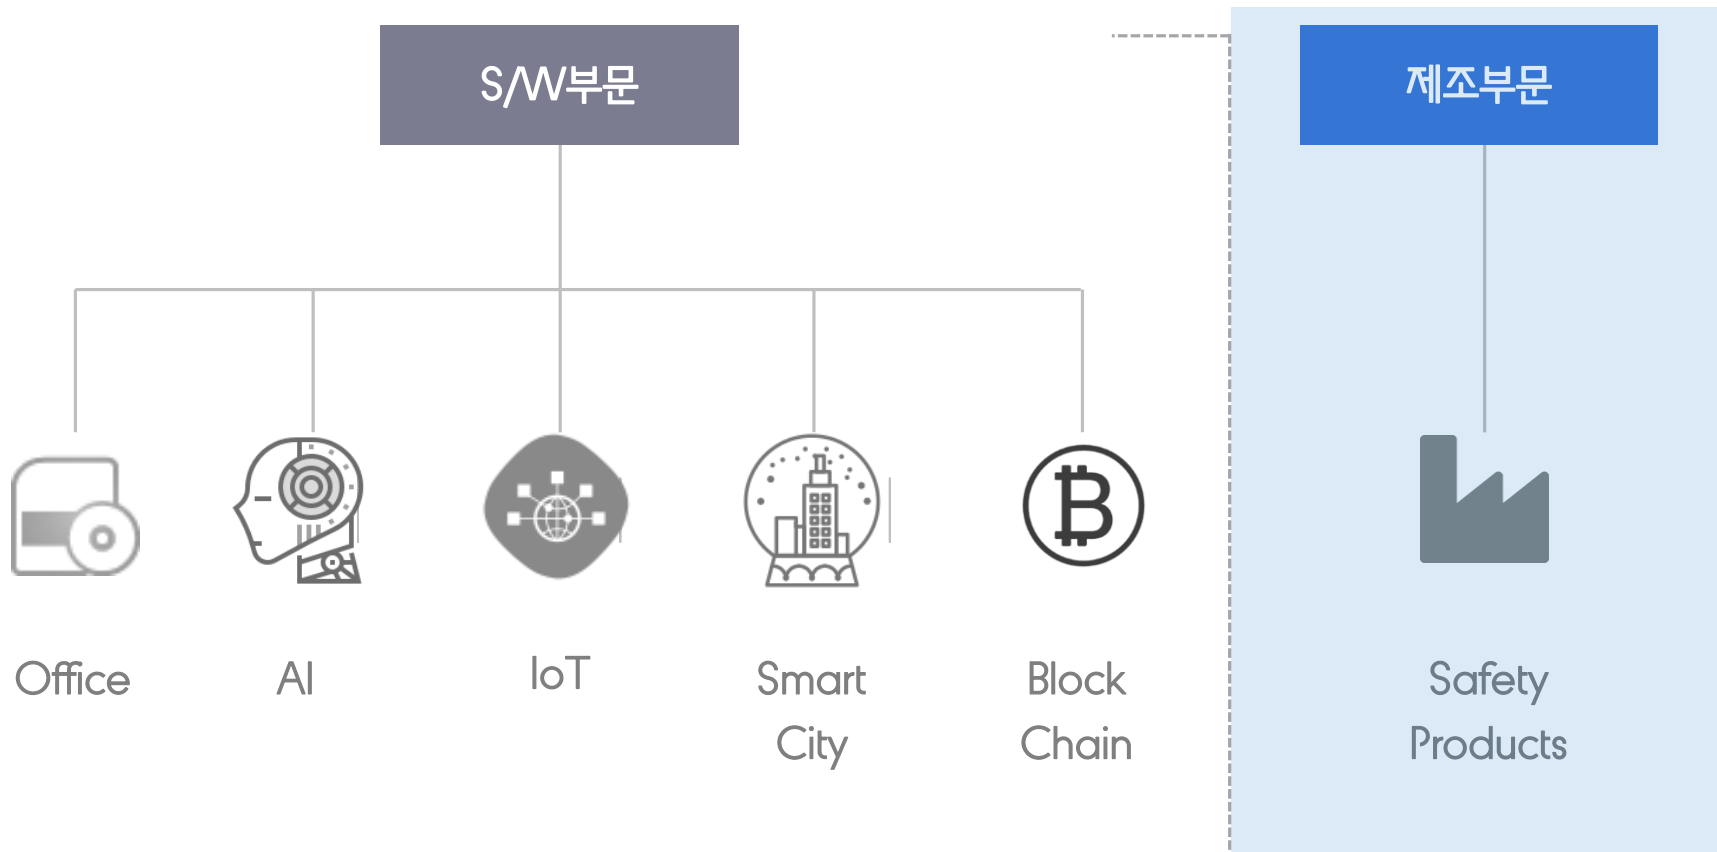 S/W부문
제조부문
Office
AI
IoT
Smart
City
Block
Chain
Safety
Products